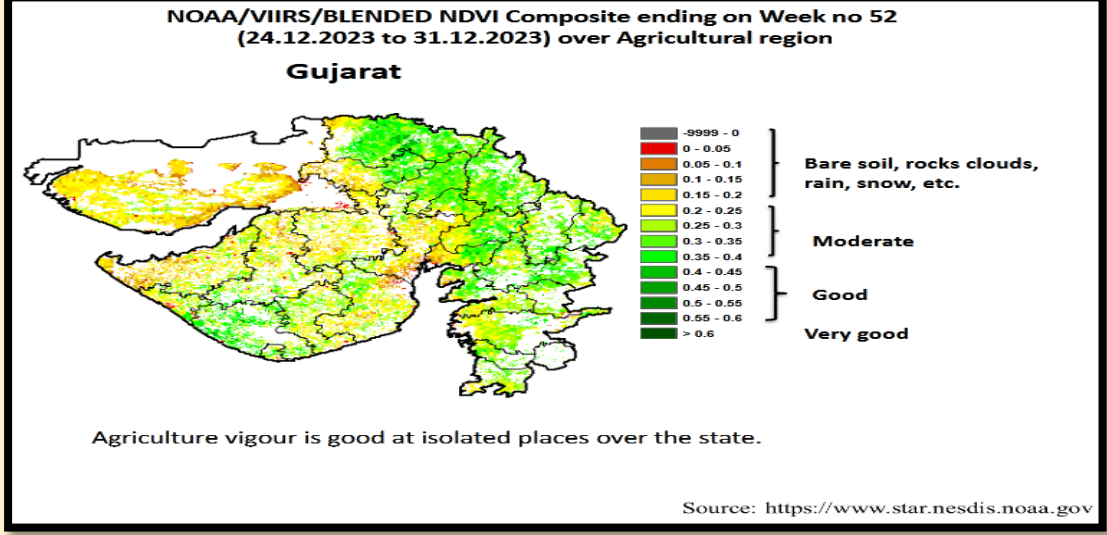 NOAA/VIIRS/BLENDED NDVI Composite ending on Week no 52
(24.12.2023 to 31.12.2023) over Agricultural region
Gujarat
-9999 - 0
0 - 0.05
0.05 - 0.1
0.1 - 0.15
0.15 - 0.2
0.2 - 0.25
0.25 - 0.3
0.3 - 0.35
0.35 - 0.4
0.4 - 0.45
0.45 - 0.5
0.5 - 0.55
0.55 - 0.6
> 0.6
Bare soil, rocks clouds,
rain, snow, etc.
Moderate
Good
Very good
Agriculture vigour is good at isolated places over the state.
Source: https://www.star.nesdis.noaa.gov